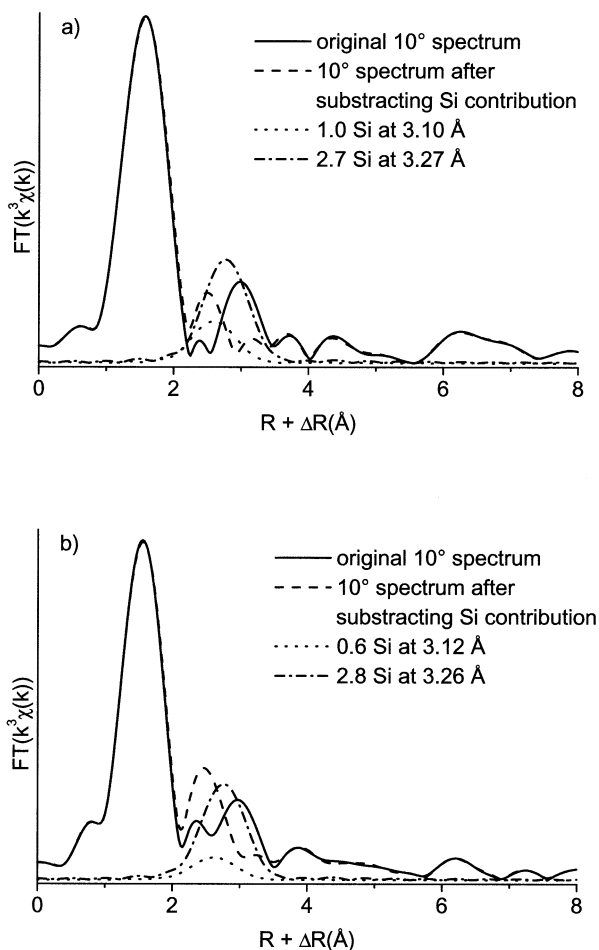 a)
original 10° spectrum
10° spectrum after
substracting Si contribution
1.0 Si at 3.10 Å
2.7 Si at 3.27 Å
FT(k³χ(k))
0 2 4 6 8
R + ΔR(Å)
b)
original 10° spectrum
10° spectrum after
substracting Si contribution
0.6 Si at 3.12 Å
2.8 Si at 3.26 Å
FT(k³χ(k))
0 2 4 6 8
R + ΔR(Å)